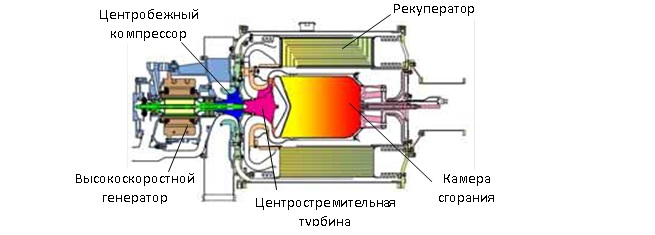 Центробежный
компрессор
Рекуператор
Высокоскоростной
генератор
Центростремительная
турбина
Камера
сгорания